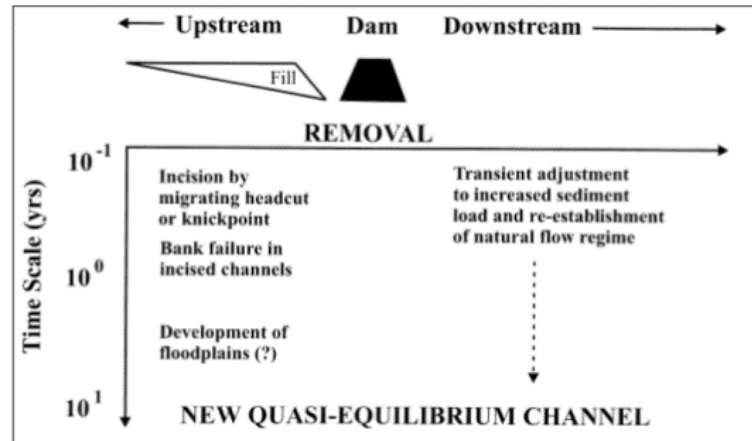 Upstream Dam Downstream
Fill
REMOVAL
Time Scale (yrs)
10⁻¹
Incision by
migrating headcut
or knickpoint
Bank failure in
incised channels
Transient adjustment
to increased sediment
load and re-establishment
of natural flow regime
10⁰
Development of
floodplains (?)
10¹
NEW QUASI-EQUILIBRIUM CHANNEL